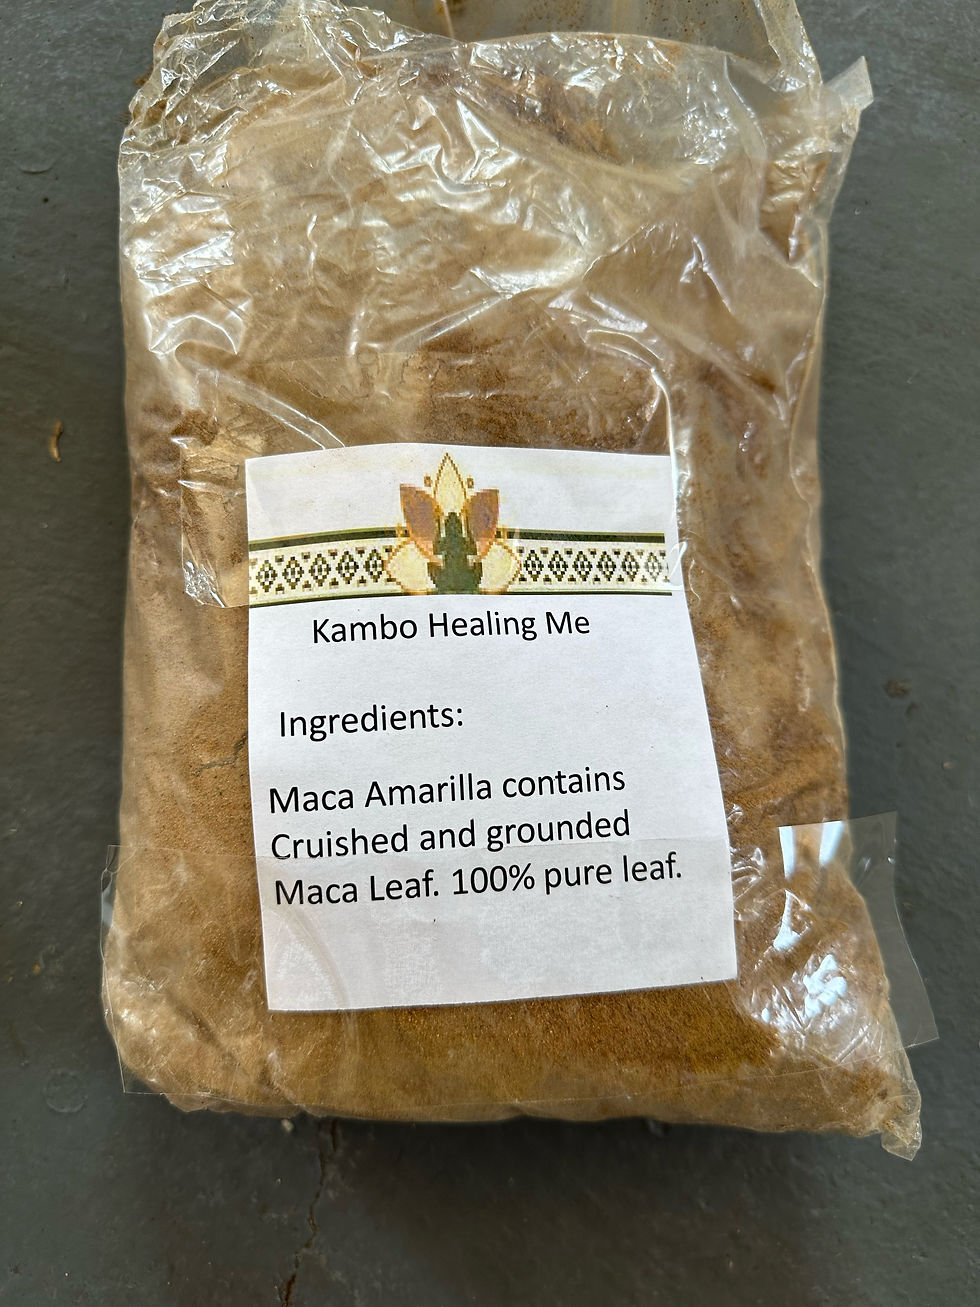 Kambo Healing Me
Ingredients:
Maca Amarilla contains
Cruished and grounded
Maca Leaf. 100% pure leaf.